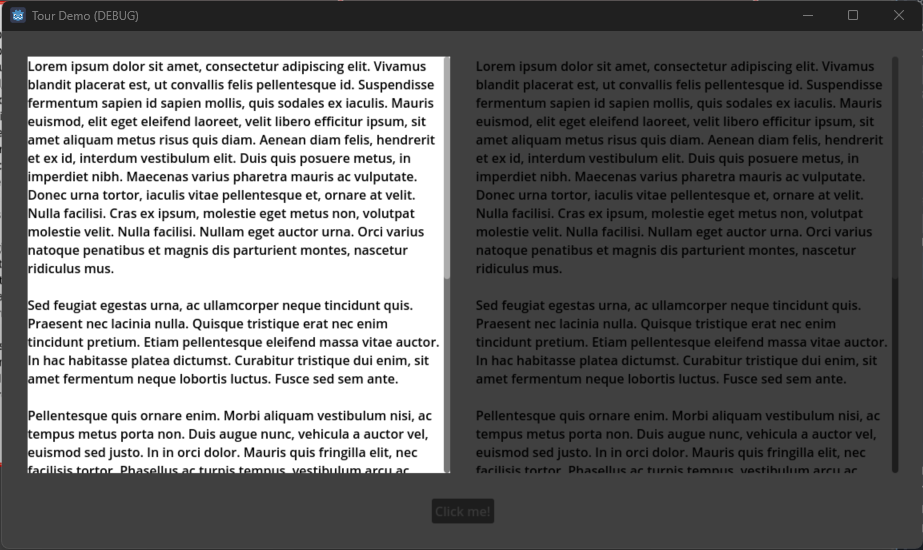 Tour Demo (DEBUG)
Lorem ipsum dolor sit amet, consectetur adipiscing elit. Vivamus
blandit placerat est, ut convallis felis pellentesque id. Suspendisse
fermentum sapien id sapien mollis, quis sodales ex iaculis. Mauris
euismod, elit eget eleifend laoreet, velit libero efficitur ipsum, sit
amet aliquam metus risus quis diam. Aenean diam felis, hendrerit
et ex id, interdum vestibulum elit. Duis quis posuere metus, in
imperdiet nibh. Maecenas varius pharetra mauris ac vulputate.
Donec urna tortor, iaculis vitae pellentesque et, ornare at velit.
Nulla facilisi. Cras ex ipsum, molestie eget metus non, volutpat
molestie velit. Nulla facilisi. Nullam eget auctor urna. Orci varius
natoque penatibus et magnis dis parturient montes, nascetur
ridiculus mus.
Sed feugiat egestas urna, ac ullamcorper neque tincidunt quis.
Praesent nec lacinia nulla. Quisque tristique erat nec enim
tincidunt pretium. Etiam pellentesque eleifend massa vitae auctor.
In hac habitasse platea dictumst. Curabitur tristique dui enim, sit
amet fermentum neque lobortis luctus. Fusce sed sem ante.
Pellentesque quis ornare enim. Morbi aliquam vestibulum nisi, ac
tempus metus porta non. Duis augue nunc, vehicula a auctor vel,
euismod sed justo. In in orci dolor. Mauris quis fringilla elit, nec
facilisis tortor. Phasellus ac turpis tempus, vestibulum arcu ac
Lorem ipsum dolor sit amet, consectetur adipiscing elit. Vivamus
blandit placerat est, ut convallis felis pellentesque id. Suspendisse
fermentum sapien id sapien mollis, quis sodales ex iaculis. Mauris
euismod, elit eget eleifend laoreet, velit libero efficitur ipsum, sit
amet aliquam metus risus quis diam. Aenean diam felis, hendrerit
et ex id, interdum vestibulum elit. Duis quis posuere metus, in
imperdiet nibh. Maecenas varius pharetra mauris ac vulputate.
Donec urna tortor, iaculis vitae pellentesque et, ornare at velit.
Nulla facilisi. Cras ex ipsum, molestie eget metus non, volutpat
molestie velit. Nulla facilisi. Nullam eget auctor urna. Orci varius
natoque penatibus et magnis dis parturient montes, nascetur
ridiculus mus.
Sed feugiat egestas urna, ac ullamcorper neque tincidunt quis.
Praesent nec lacinia nulla. Quisque tristique erat nec enim
tincidunt pretium. Etiam pellentesque eleifend massa vitae auctor.
In hac habitasse platea dictumst. Curabitur tristique dui enim, sit
amet fermentum neque lobortis luctus. Fusce sed sem ante.
Pellentesque quis ornare enim. Morbi aliquam vestibulum nisi, ac
tempus metus porta non. Duis augue nunc, vehicula a auctor vel,
euismod sed justo. In in orci dolor. Mauris quis fringilla elit, nec
facilisis tortor. Phasellus ac turpis tempus, vestibulum arcu ac
Click me!